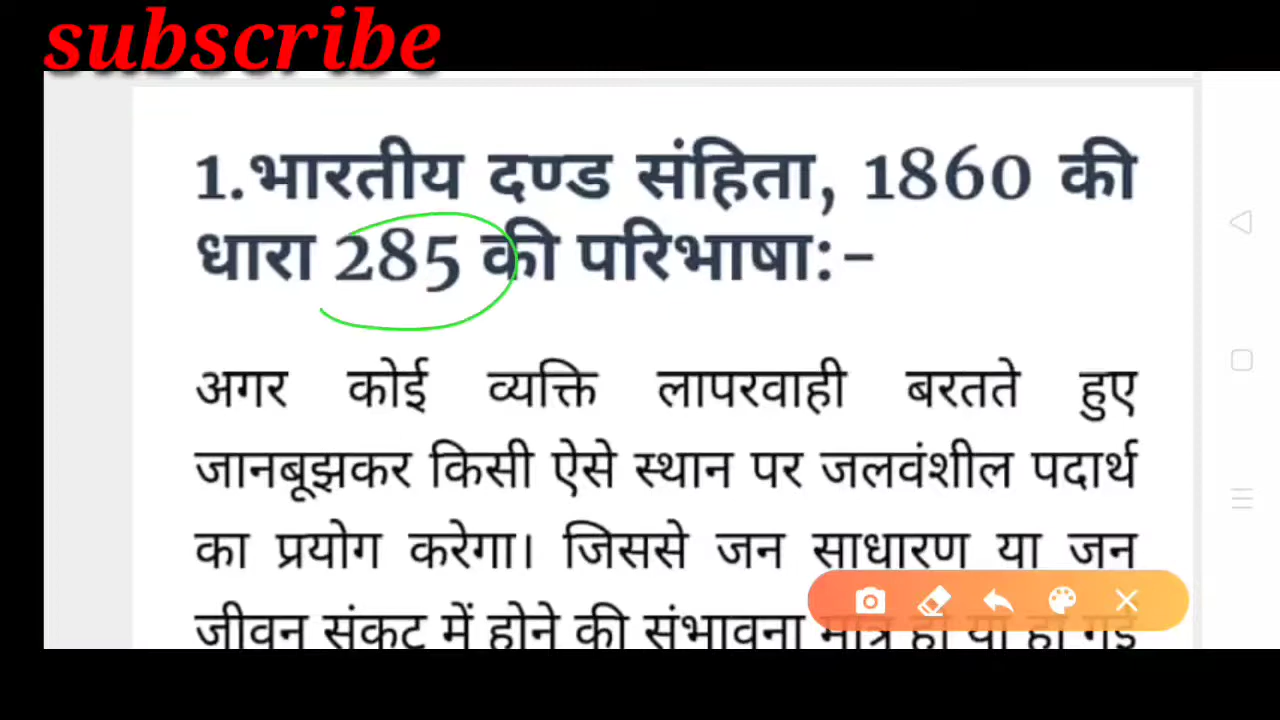 subscribe
1.भारतीय दण्ड संहिता, 1860 की
धारा 285 की परिभाषा:-
अगर कोई व्यक्ति लापरवाही बरतते हुए
जानबूझकर किसी ऐसे स्थान पर जलवंशील पदार्थ
का प्रयोग करेगा। जिससे जन साधारण या जन
जीवन संकट में होने की संभावना मात्र हो या हो गई